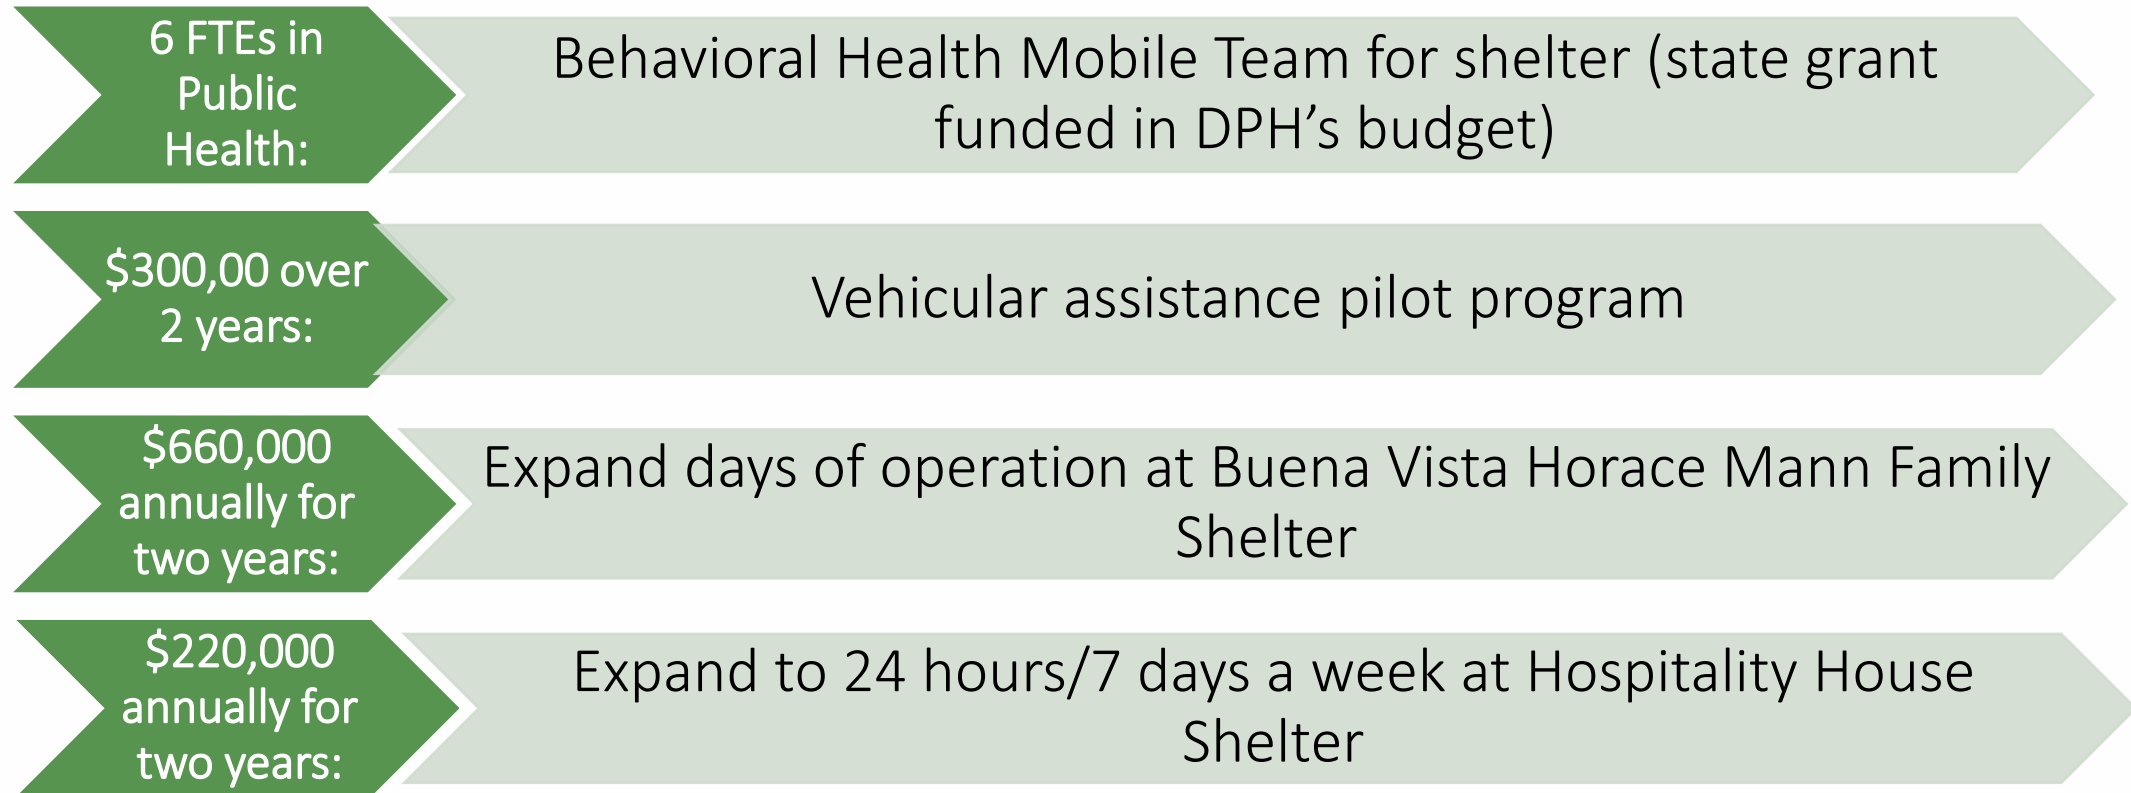 6 FTEs in
Public
Health:
Behavioral Health Mobile Team for shelter (state grant
funded in DPH’s budget)
$300,00 over
2 years:
Vehicular assistance pilot program
$660,000
annually for
two years:
Expand days of operation at Buena Vista Horace Mann Family
Shelter
$220,000
annually for
two years:
Expand to 24 hours/7 days a week at Hospitality House
Shelter